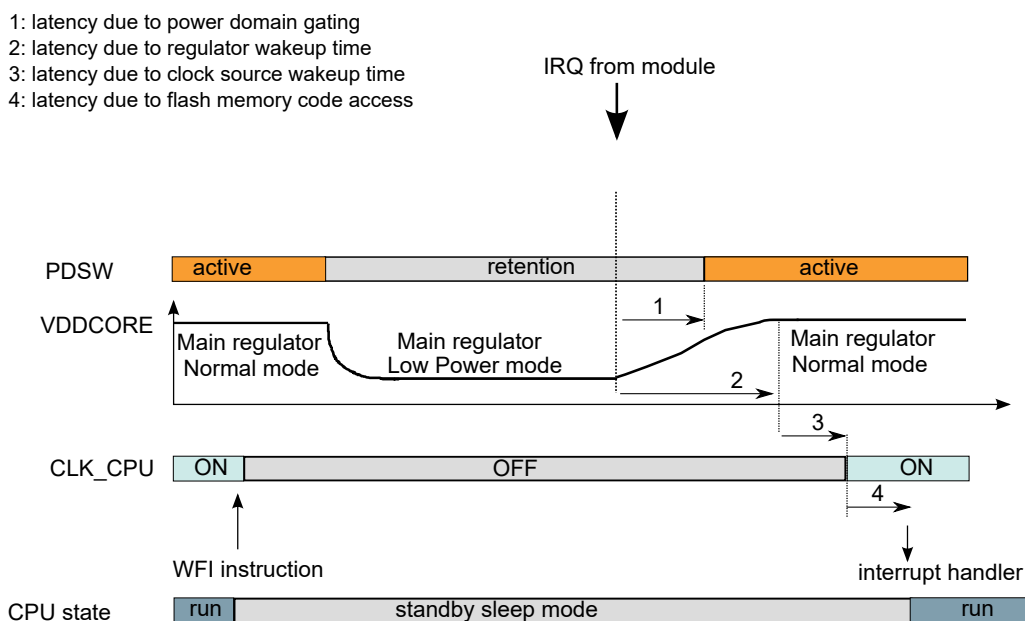 1: latency due to power domain gating
2: latency due to regulator wakeup time
3: latency due to clock source wakeup time
4: latency due to flash memory code access
IRQ from module
PDSW
active
retention
active
1
VDDCORE
Main regulator
Normal mode
Main regulator
Low Power mode
Main regulator
Normal mode
2
3
CLK_CPU
ON
OFF
ON
4
WFI instruction
interrupt handler
CPU state
run
standby sleep mode
run